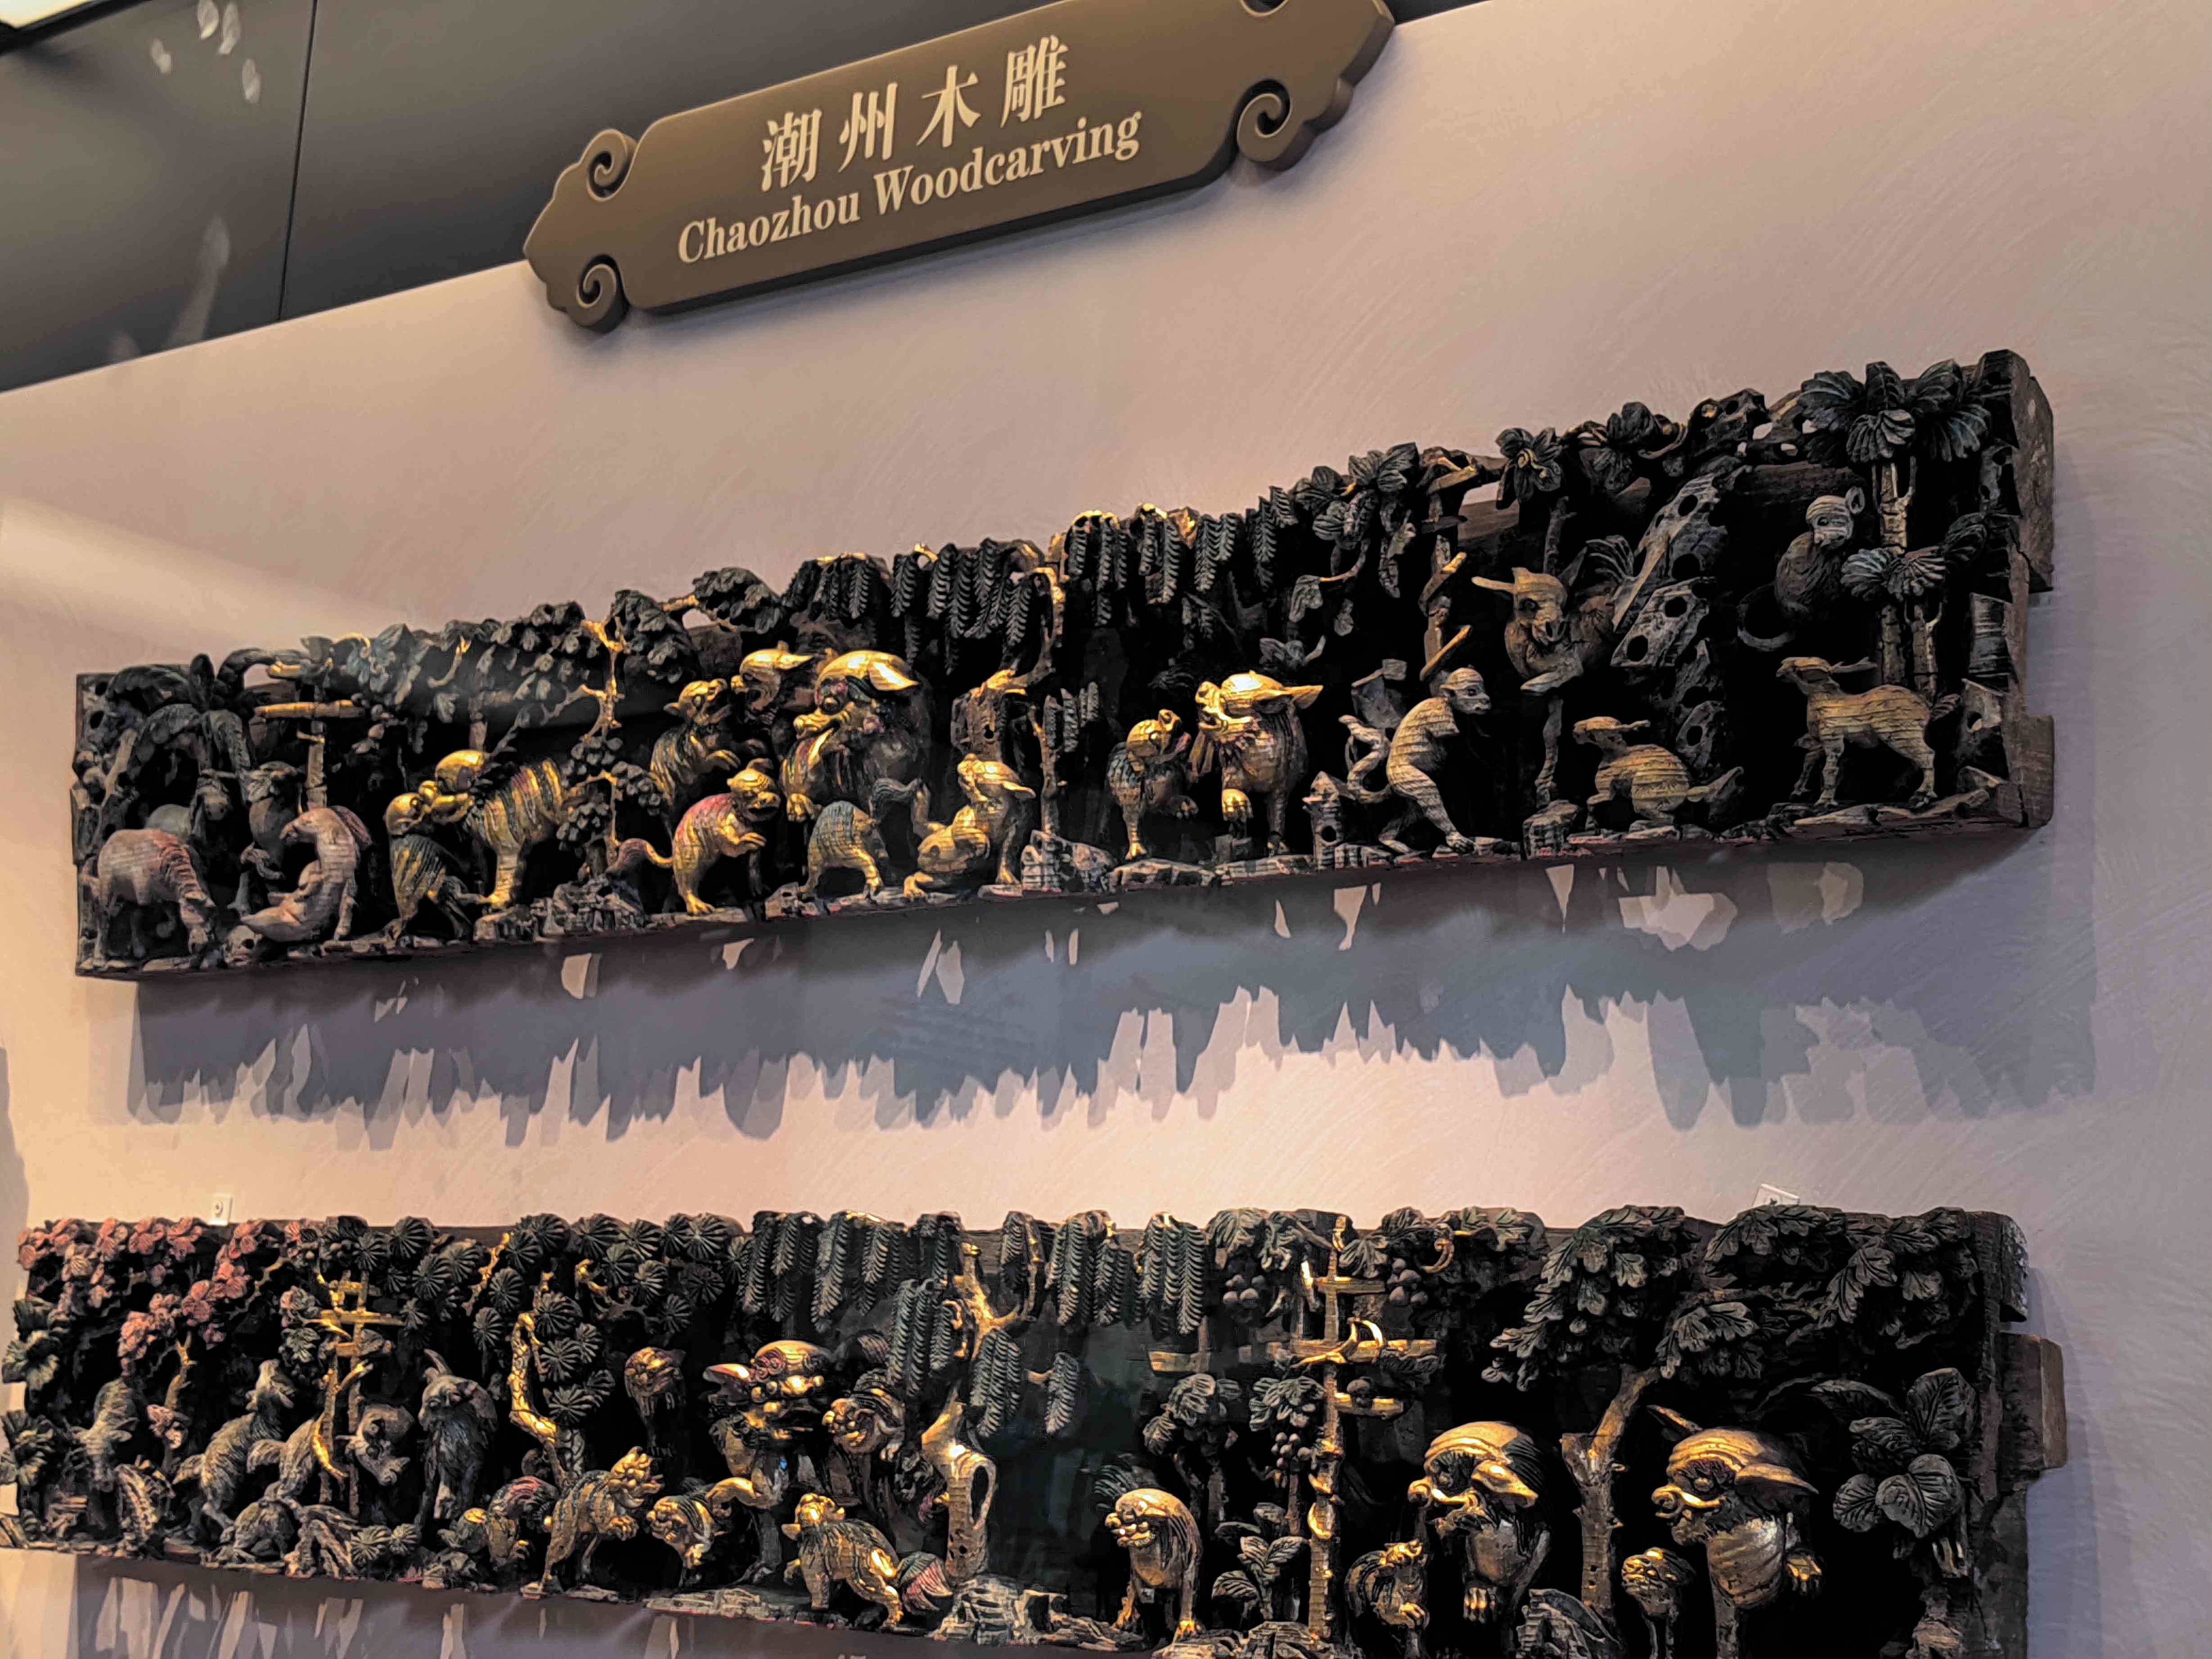 潮州木雕
Chaozhou Woodcarving